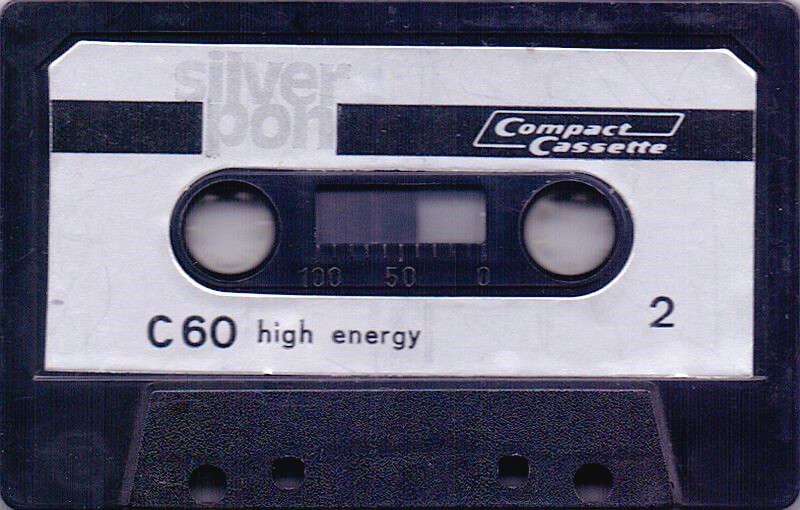 silver
pon
Compact
Cassette
100 50 0
C60 high energy
2